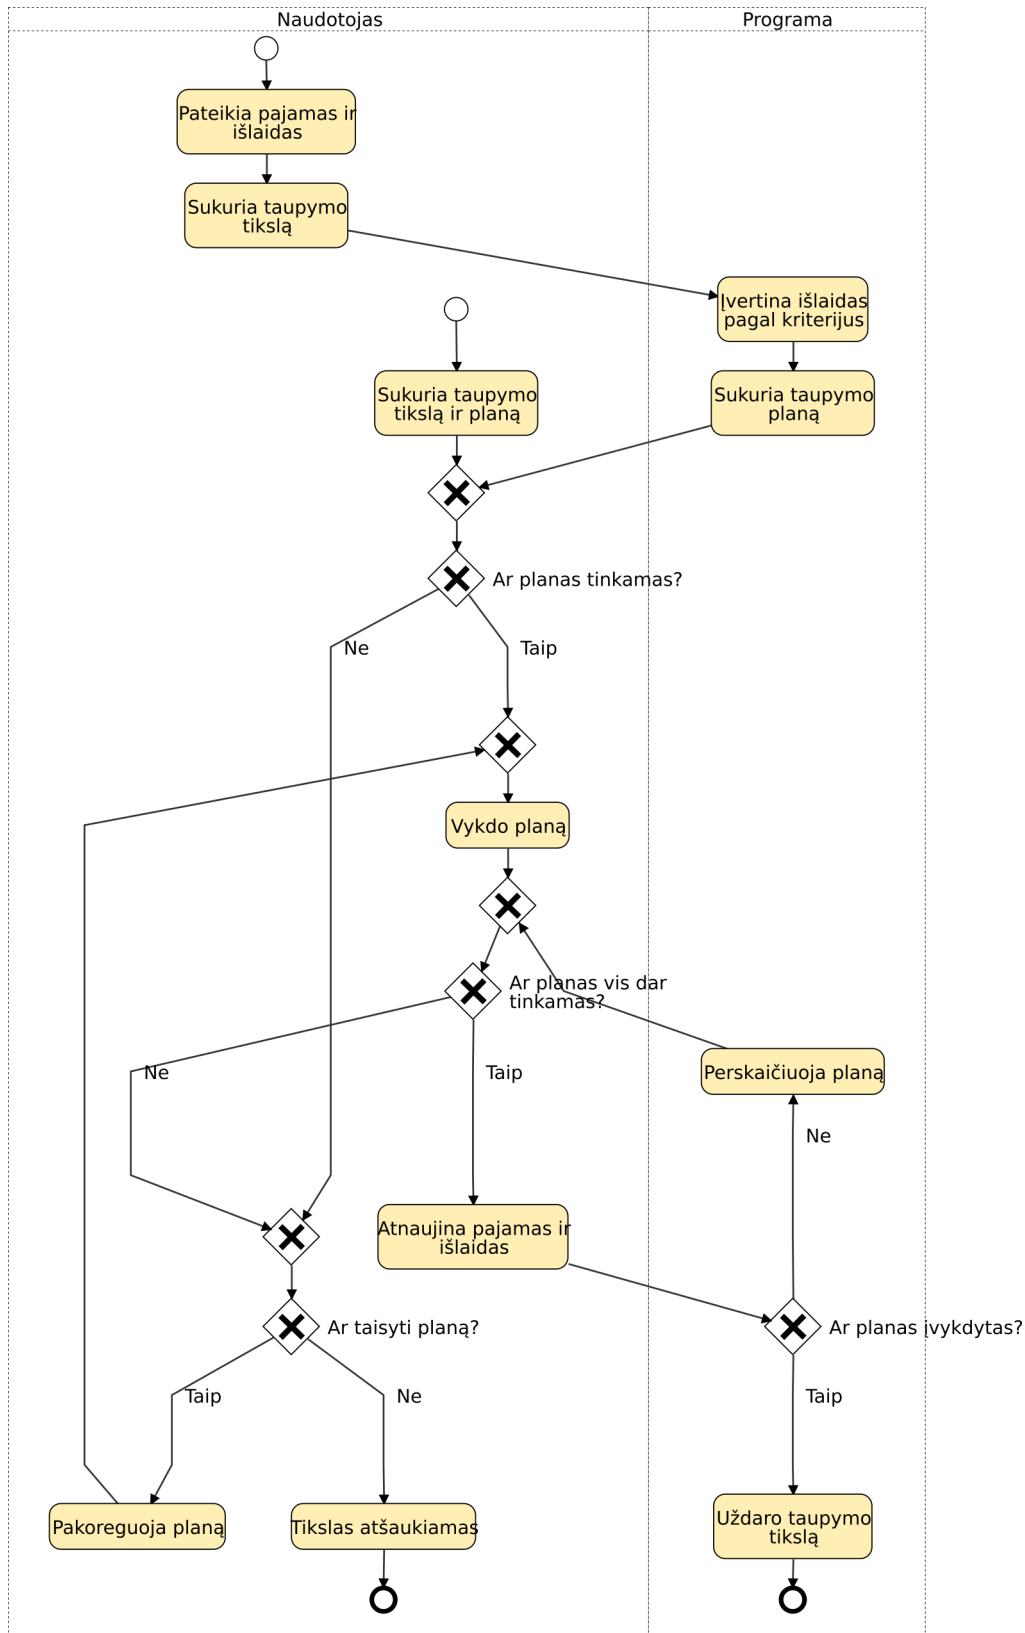 Naudotojas
Programa
Pateikia pajamas ir
išlaidas
Sukuria taupymo
tikslą
Įvertina išlaidas
pagal kriterijus
Sukuria taupymo
tikslą ir planą
Sukuria taupymo
planą
Ar planas tinkamas?
Ne
Taip
Vykdo planą
Ar planas vis dar
tinkamas?
Ne
Taip
Perskaičiuoja planą
Ne
Atnaujina pajamas ir
išlaidas
Ar taisyti planą?
Ar planas įvykdytas?
Taip
Ne
Taip
Pakoreguoja planą
Tikslas atšaukiamas
Uždaro taupymo
tikslą